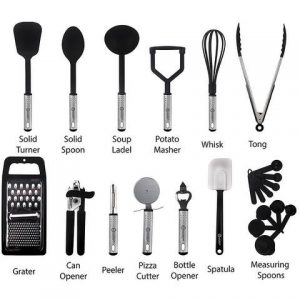 Solid
Turner
Solid
Spoon
Soup
Ladel
Potato
Masher
Whisk
Tong
Grater
Can
Opener
Peeler
Pizza
Cutter
Bottle
Opener
Spatula
Measuring
Spoons